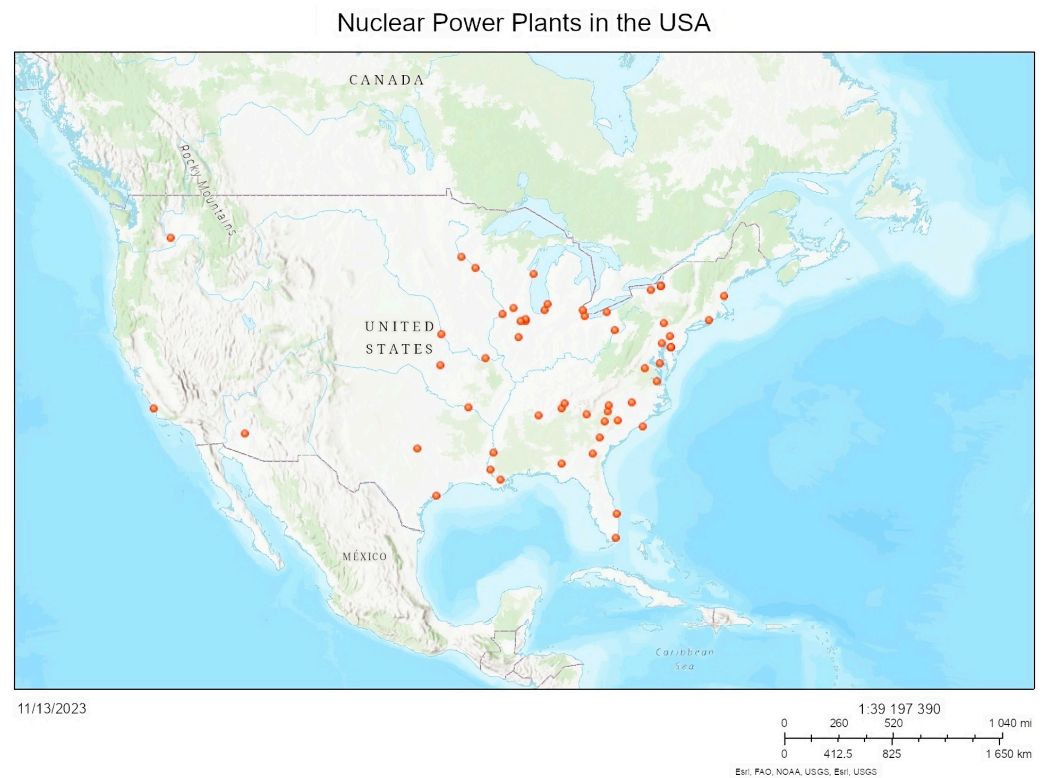 Nuclear Power Plants in the USA
CANADA
Rocky Mountains
UNITED
STATES
MÉXICO
Caribbean
Sea
11/13/2023
1:39 197 390
0 260 520 1 040 mi
0 412.5 825 1 650 km
Esri, FAO, NOAA, USGS, Esri, USGS